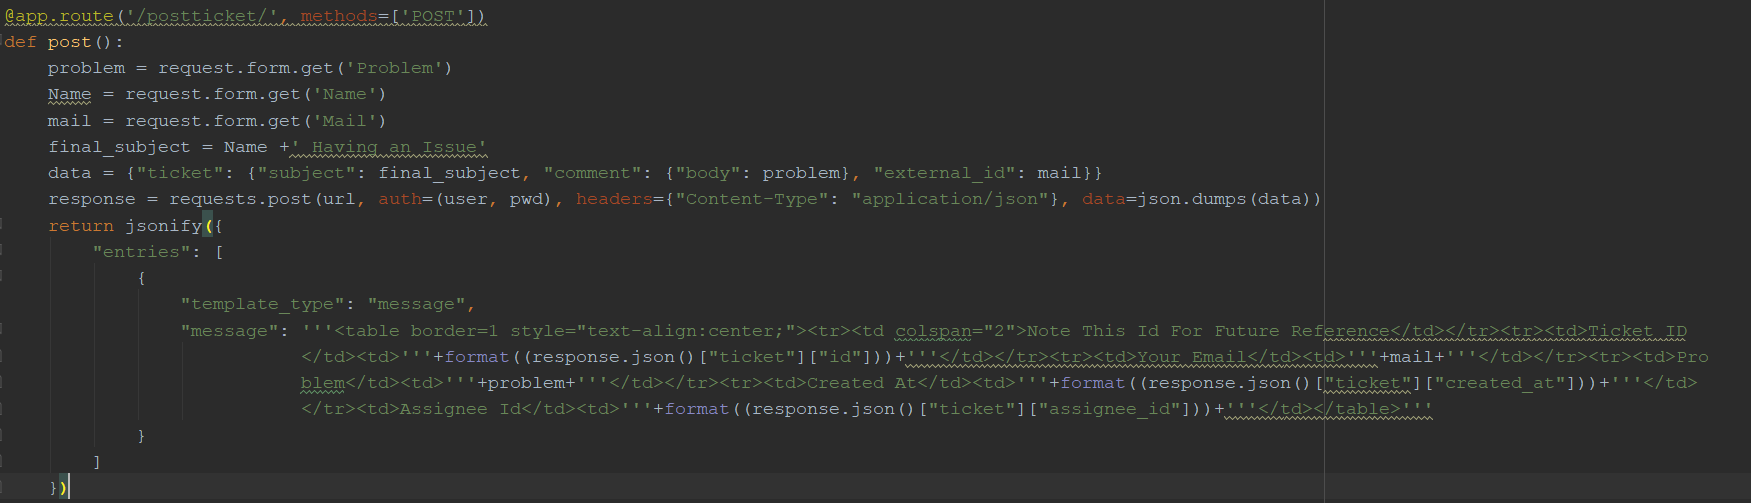 @app.route('/postticket/', methods=['POST'])
def post():
    problem = request.form.get('Problem')
    Name = request.form.get('Name')
    mail = request.form.get('Mail')
    final_subject = Name +' Having an Issue'
    data = {"ticket": {"subject": final_subject, "comment": {"body": problem}, "external_id": mail}}
    response = requests.post(url, auth=(user, pwd), headers={"Content-Type": "application/json"}, data=json.dumps(data))
    return jsonify({
        "entries": [
            {
                "template_type": "message",
                "message": '''<table border=1 style="text-align:center;"><tr><td colspan="2">Note This Id For Future Reference</td></tr><tr><td>Ticket ID
                           </td><td>'''+format((response.json()["ticket"]["id"]))+'''</td></tr><tr><td>Your Email</td><td>'''+mail+'''</td></tr><tr><td>Pro
                           blem</td><td>'''+problem+'''</td></tr><tr><td>Created At</td><td>'''+format((response.json()["ticket"]["created_at"]))+'''</td>
                           </tr><td>Assignee Id</td><td>'''+format((response.json()["ticket"]["assignee_id"]))+'''</td></table>'''
            }
        ]
    })